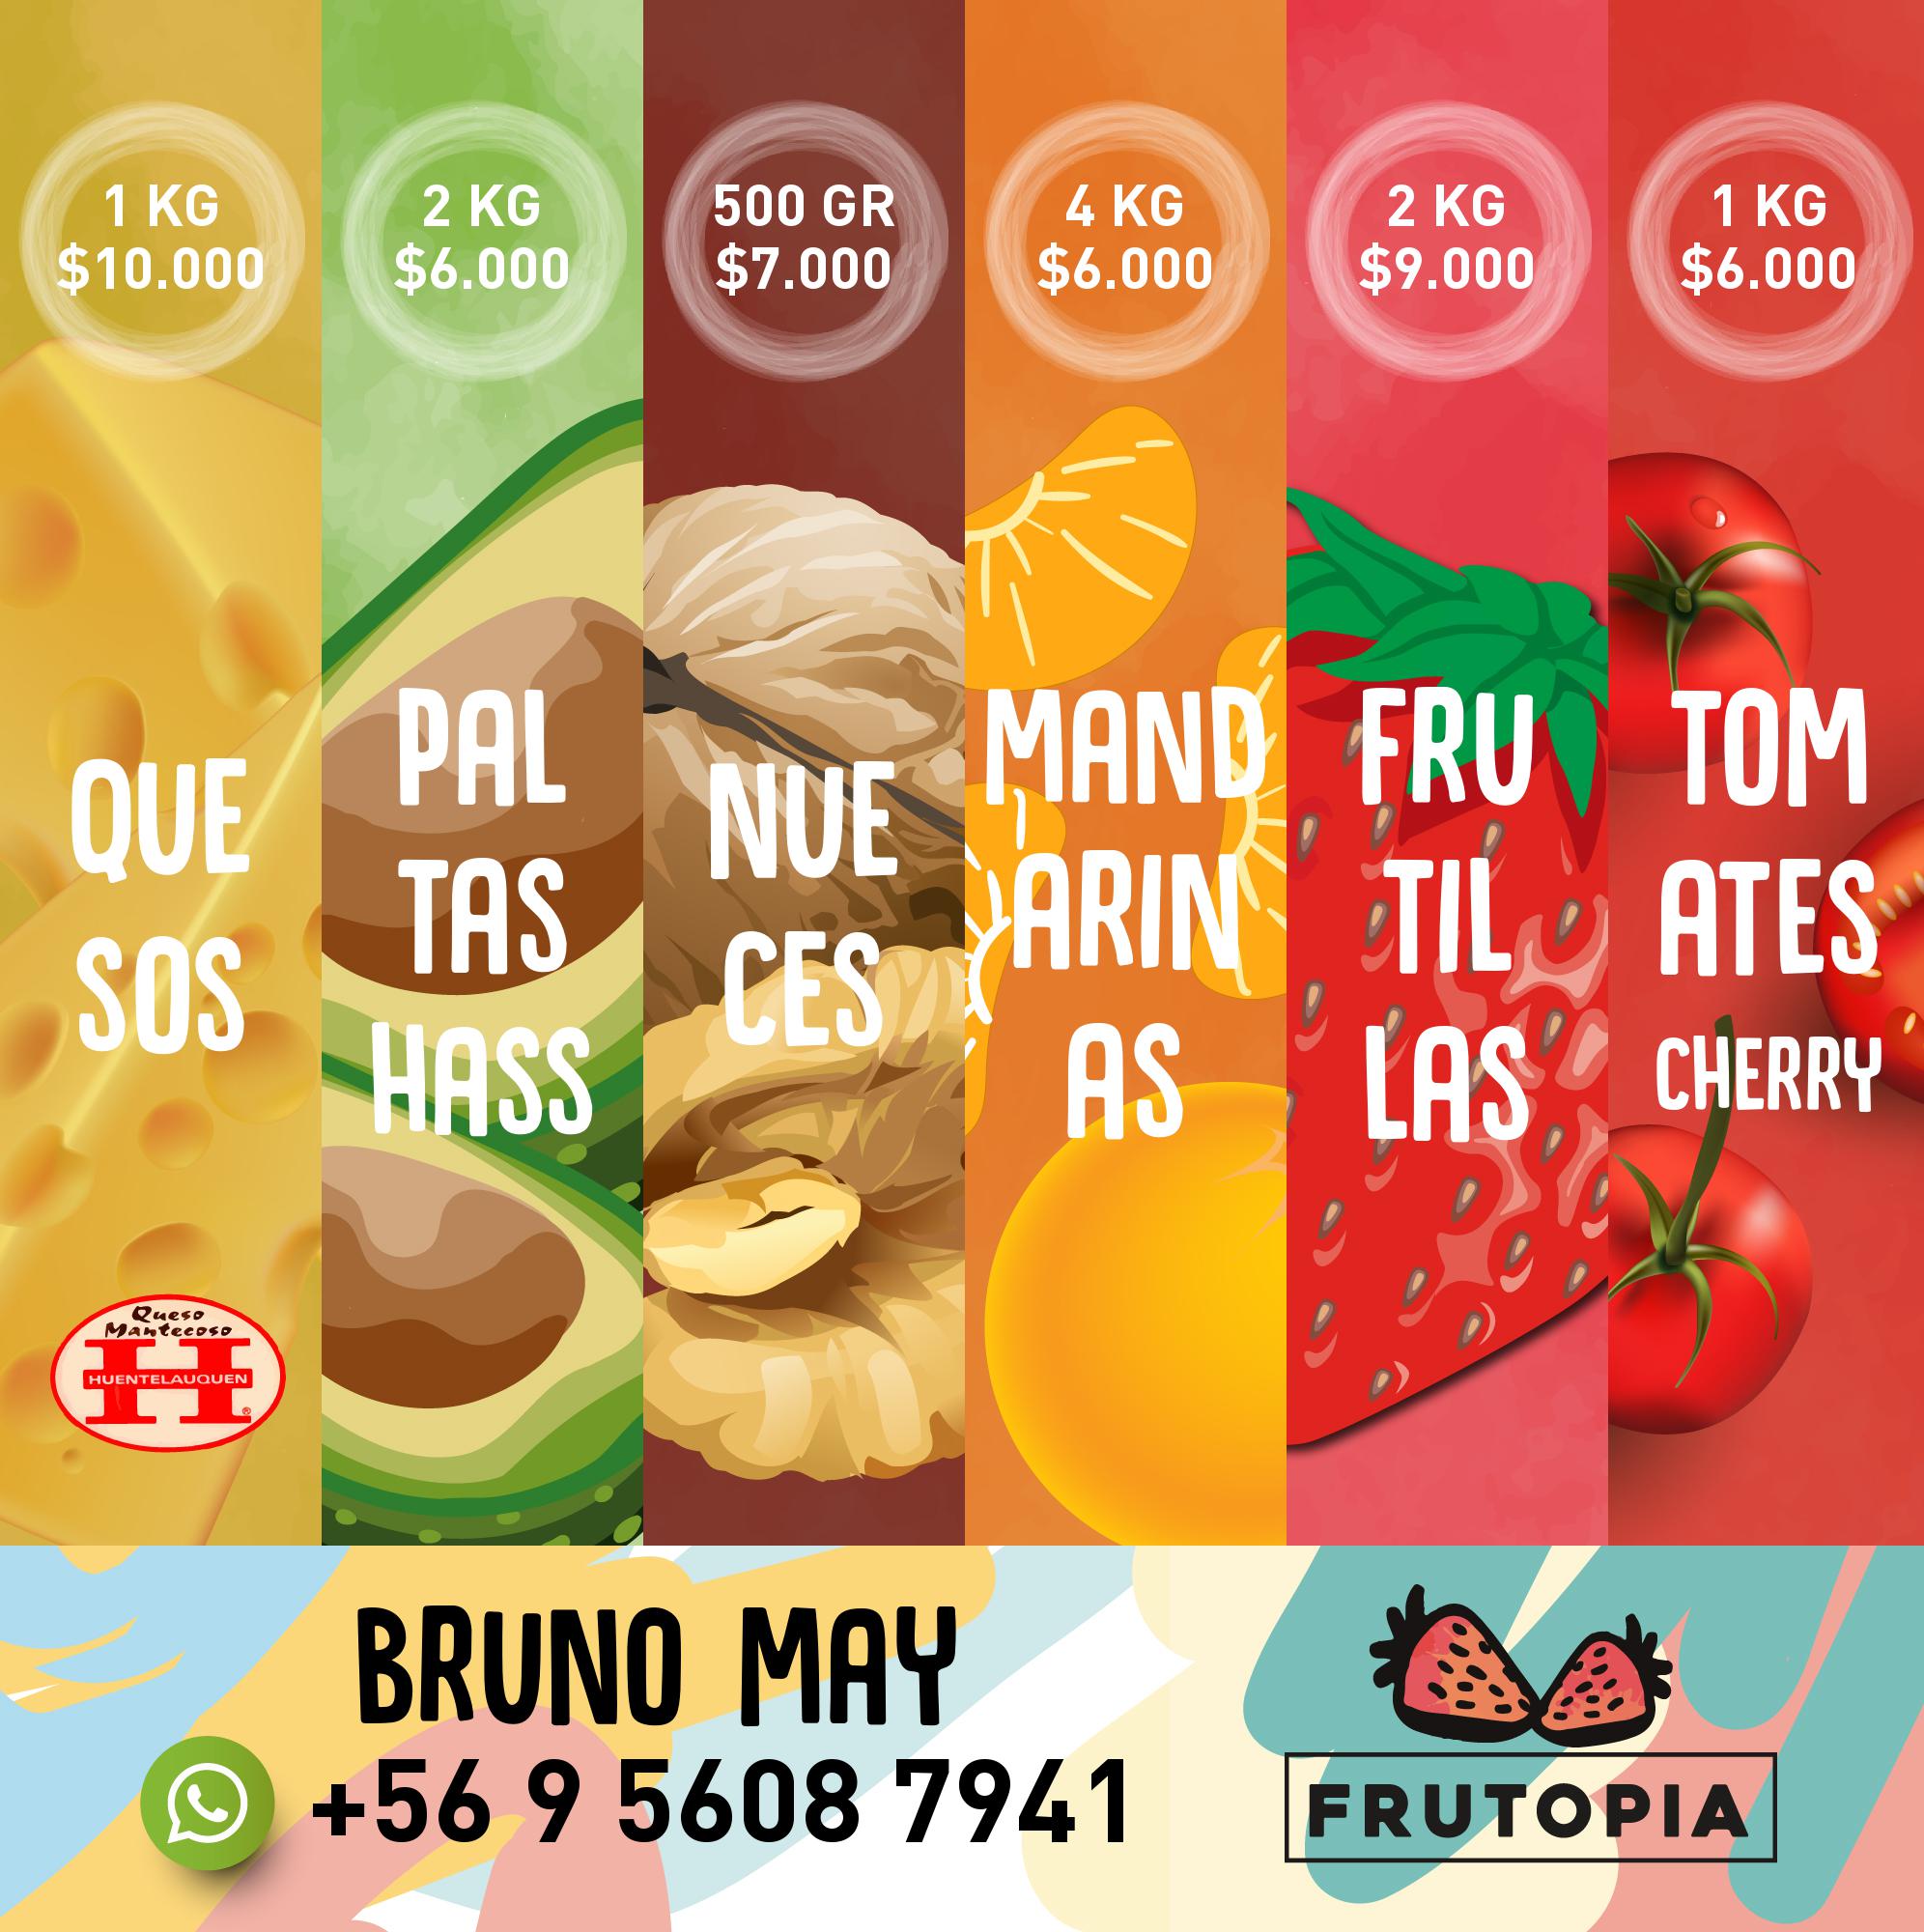 1 KG
$10.000
QUE
SOS
Queso
Mantecoso
H
HUENTELAUQUEN
®
2 KG
$6.000
PAL
TAS
HASS
500 GR
$7.000
NUE
CES
4 KG
$6.000
MAND
ARIN
AS
2 KG
$9.000
FRU
TIL
LAS
1 KG
$6.000
TOM
ATES
CHERRY
BRUNO MAY
+56 9 5608 7941
FRUTOPIA